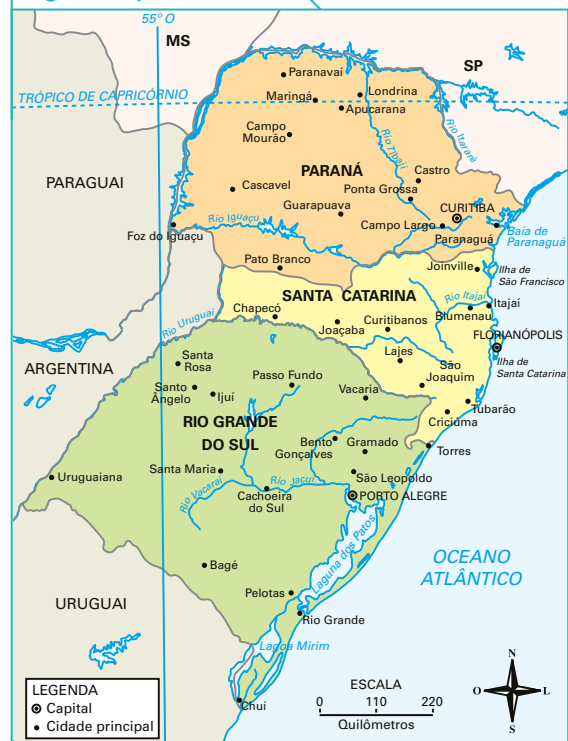 55º O
MS
SP
Paranavaí
Londrina
TRÓPICO DE CAPRICÓRNIO
Maringá
Apucarana
Campo
Mourão
Rio Tibaji
Rio Itararé
PARANÁ
PARAGUAI
Castro
Cascavel
Ponta Grossa
Guarapuava
CURITIBA
Rio Iguaçu
Campo Largo
Foz do Iguaçu
Paranaguá
Baía de
Paranaguá
Pato Branco
Joinville
Ilha de
São Francisco
SANTA CATARINA
Rio Itajaí
Itajaí
Chapecó
Blumenau
Rio Uruguai
Joaçaba
Curitibanos
FLORIANÓPOLIS
Lajes
Ilha de
Santa Catarina
ARGENTINA
Santa
Rosa
São
Joaquim
Passo Fundo
Santo
Ângelo
Ijuí
Vacaria
Tubarão
Criciúma
RIO GRANDE
DO SUL
Bento
Gonçalves
Gramado
Torres
Santa Maria
Uruguaiana
São Leopoldo
Rio Vacaraí
Rio Jacuí
Cachoeira
do Sul
PORTO ALEGRE
Laguna dos Patos
OCEANO
ATLÂNTICO
Bagé
URUGUAI
Pelotas
Rio Grande
Lagoa Mirim
Chuí
LEGENDA
Capital
Cidade principal
ESCALA
0 110 220
Quilômetros
N
O L
S